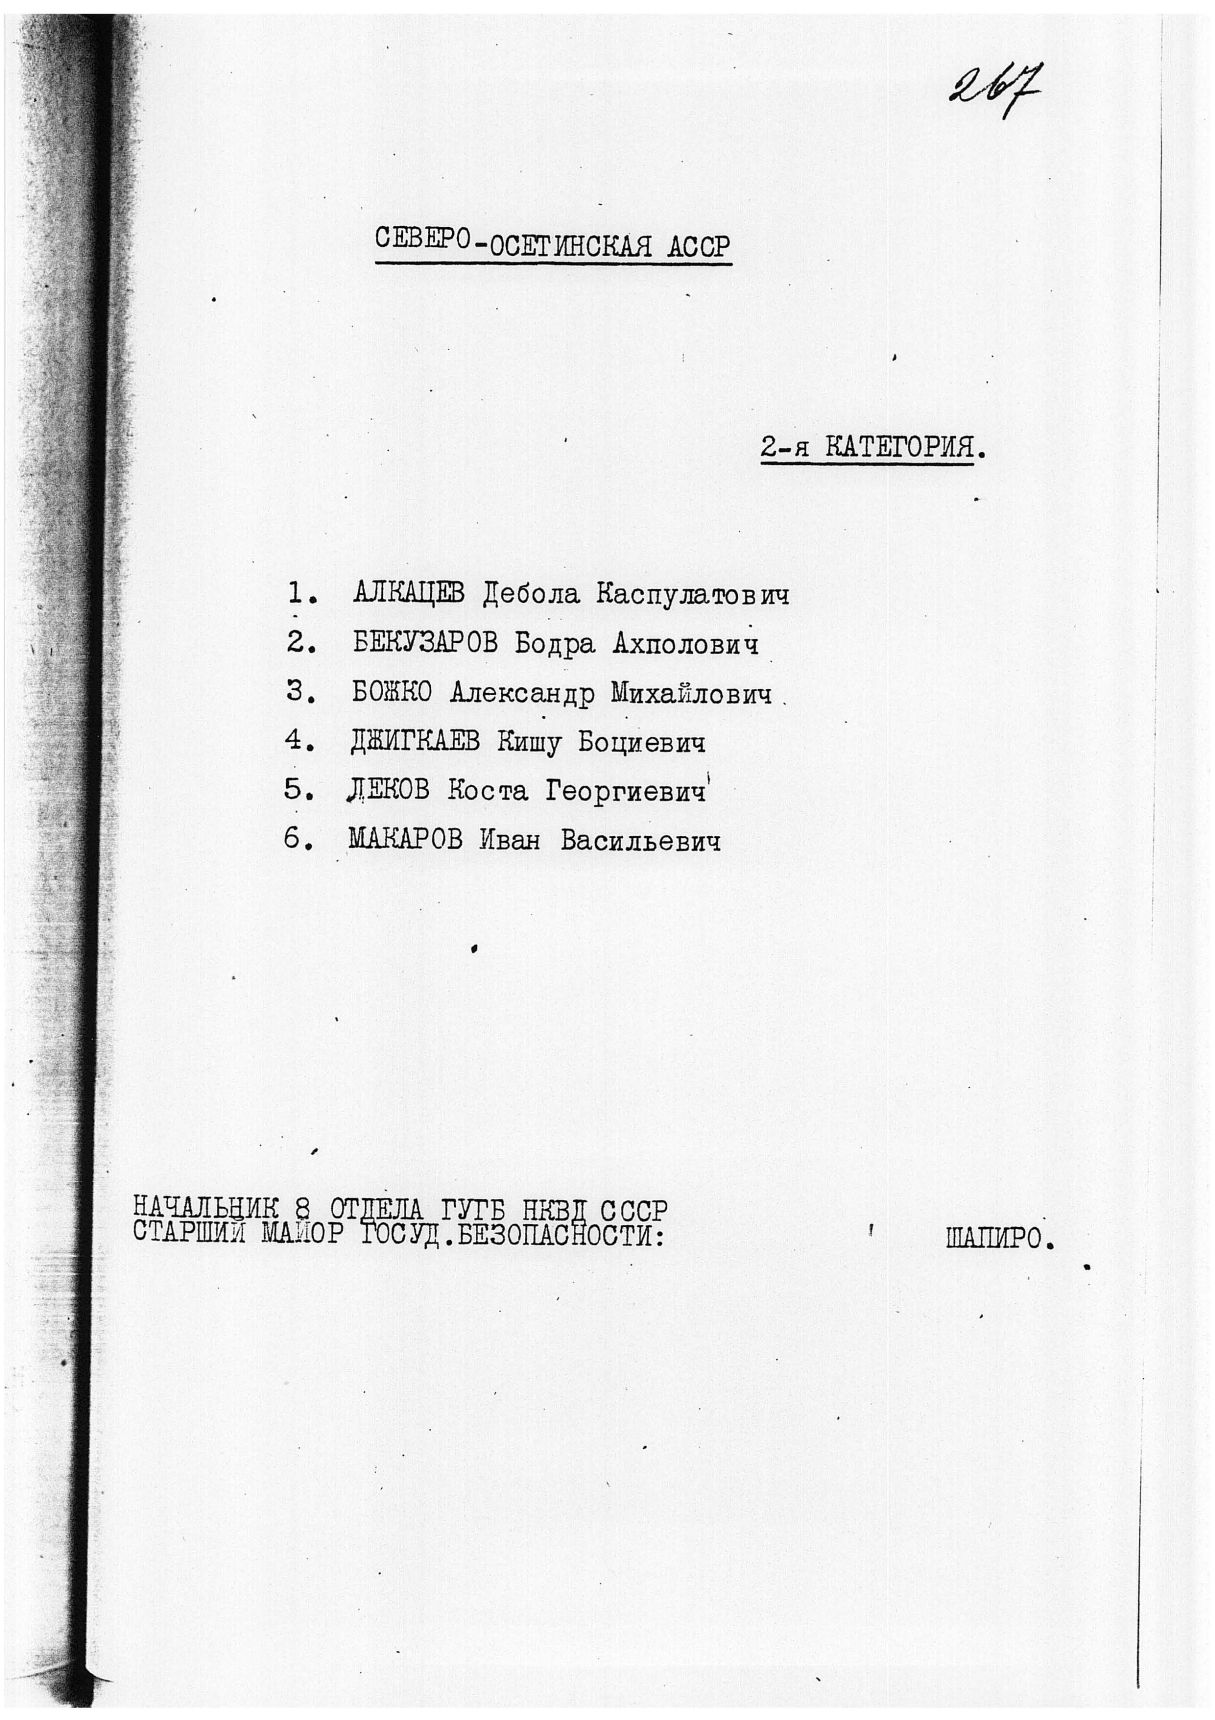 267
СЕВЕРО-ОСЕТИНСКАЯ АССР
2-я КАТЕГОРИЯ.
1. АЛКАЦЕВ Дебола Каспулатович
2. БЕКУЗАРОВ Бодра Ахполович
3. БОЖКО Александр Михайлович.
4. ДЖИГКАЕВ Кишу Боциевич
5. ДЕКОВ Коста Георгиевич
6. МАКАРОВ Иван Васильевич
НАЧАЛЬНИК 8 ОТДЕЛА ГУГБ НКВД СССР
СТАРШИЙ МАЙОР ГОСУД.БЕЗОПАСНОСТИ: ШАПИРО.